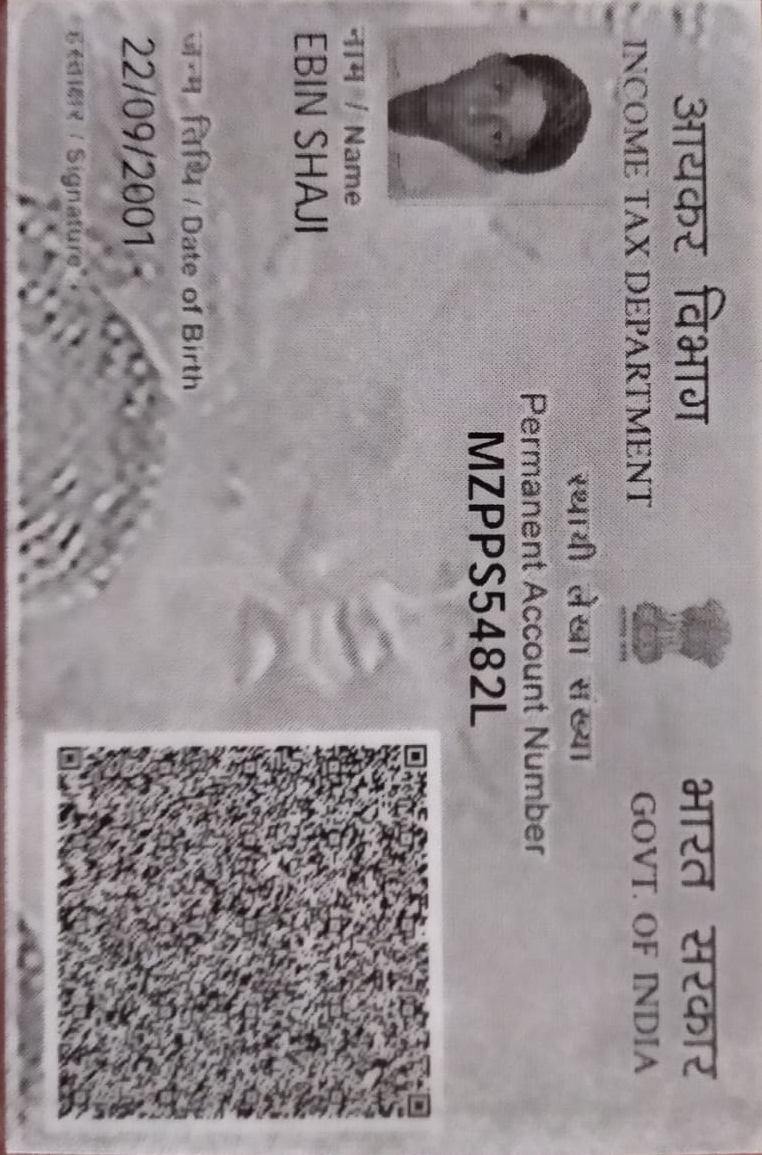 आयकर विभाग
INCOME TAX DEPARTMENT
भारत सरकार
GOVT. OF INDIA
स्थायी लेखा संख्या
Permanent Account Number
MZPPS5482L
नाम / Name
EBIN SHAJI
जन्म तिथि / Date of Birth
22/09/2001
हस्ताक्षर / Signature